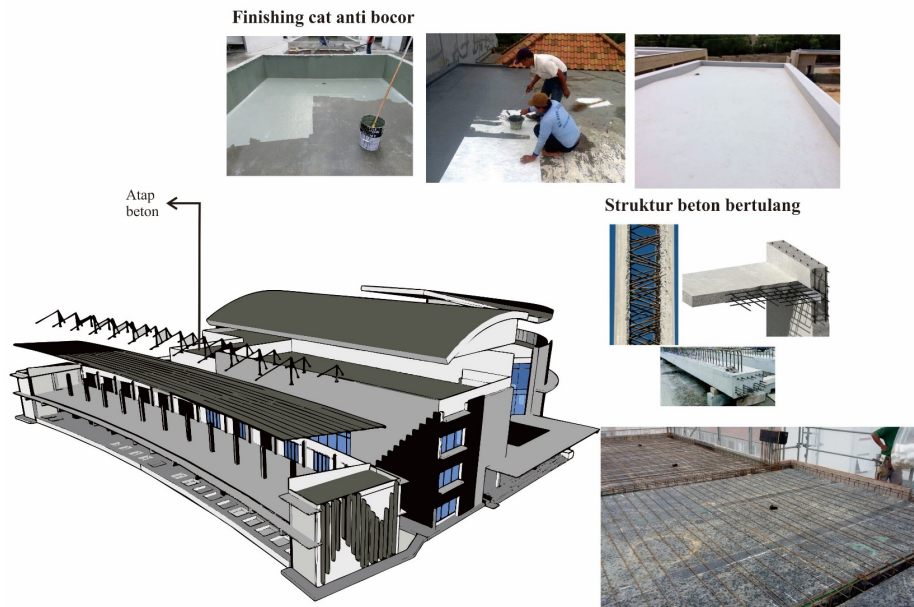 Finishing cat anti bocor
Atap
beton
Struktur beton bertulang